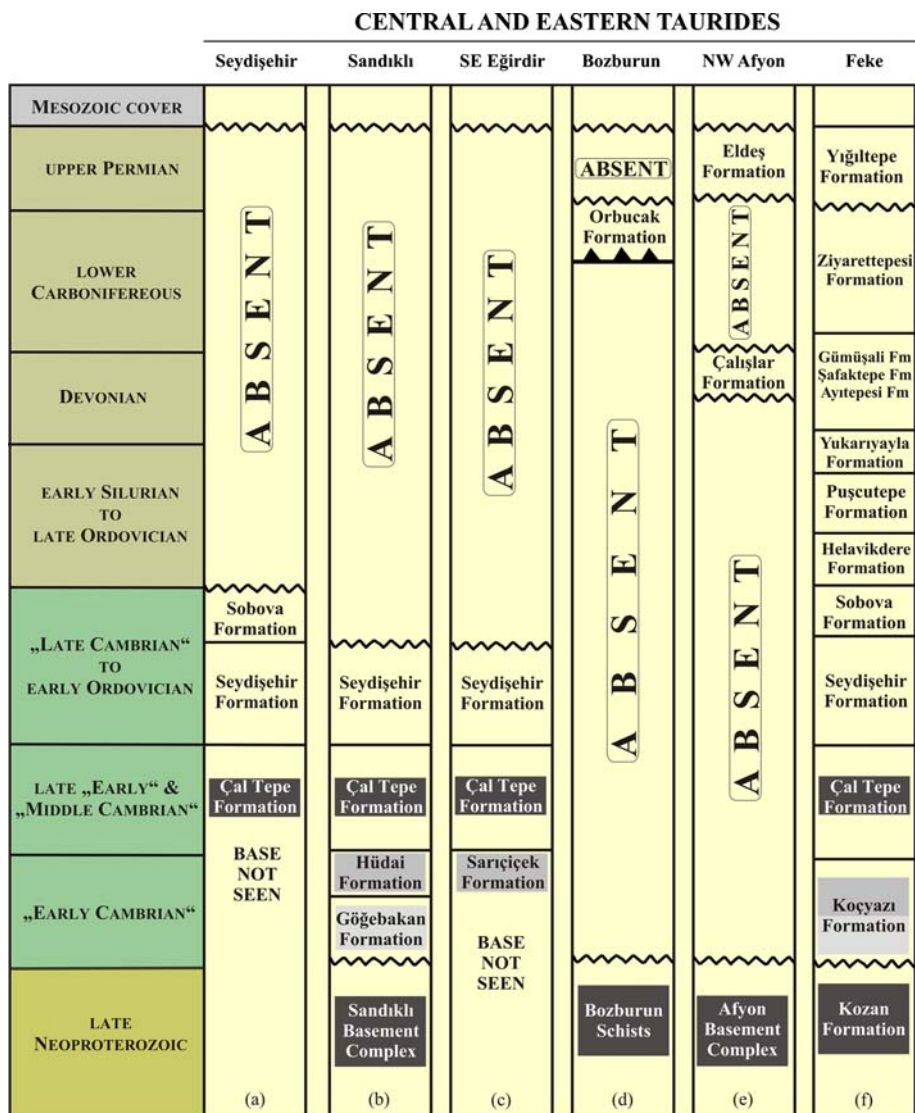 CENTRAL AND EASTERN TAURIDES
Seydişehir
Sandıklı
SE Eğirdir
Bozburun
NW Afyon
Feke
MESOZOIC COVER
UPPER PERMIAN
LOWER
CARBONIFEREOUS
DEVONIAN
EARLY SILURIAN
TO
LATE ORDOVICIAN
„LATE CAMBRIAN“
TO
EARLY ORDOVICIAN
LATE „EARLY“ &
„MIDDLE CAMBRIAN“
„EARLY CAMBRIAN“
LATE
NEOPROTEROZOIC
ABSENT
Sobova
Formation
Seydişehir
Formation
Çal Tepe
Formation
BASE
NOT
SEEN
(a)
ABSENT
Seydişehir
Formation
Çal Tepe
Formation
Hüdai
Formation
Göğebakan
Formation
Sandıklı
Basement
Complex
(b)
ABSENT
Seydişehir
Formation
Çal Tepe
Formation
Sarıçiçek
Formation
BASE
NOT
SEEN
(c)
ABSENT
Orbucak
Formation
ABSENT
Bozburun
Schists
(d)
Eldeş
Formation
ABSENT
Çalışlar
Formation
ABSENT
Afyon
Basement
Complex
(e)
Yığıltepe
Formation
Ziyarettepesi
Formation
Gümüşali Fm
Şafaktepe Fm
Ayıtepesi Fm
Yukarıyayla
Formation
Puşcutepe
Formation
Helavikdere
Formation
Sobova
Formation
Seydişehir
Formation
Çal Tepe
Formation
Koçyazı
Formation
Kozan
Formation
(f)